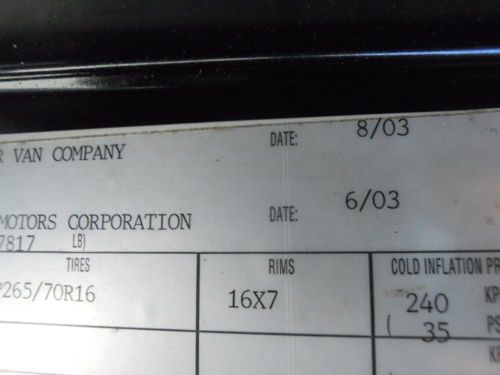 R VAN COMPANY DATE: 8/03
MOTORS CORPORATION DATE: 6/03
7817 LB)
TIRES RIMS COLD INFLATION PR
P265/70R16 16X7 240 KP
( 35 PS
KP